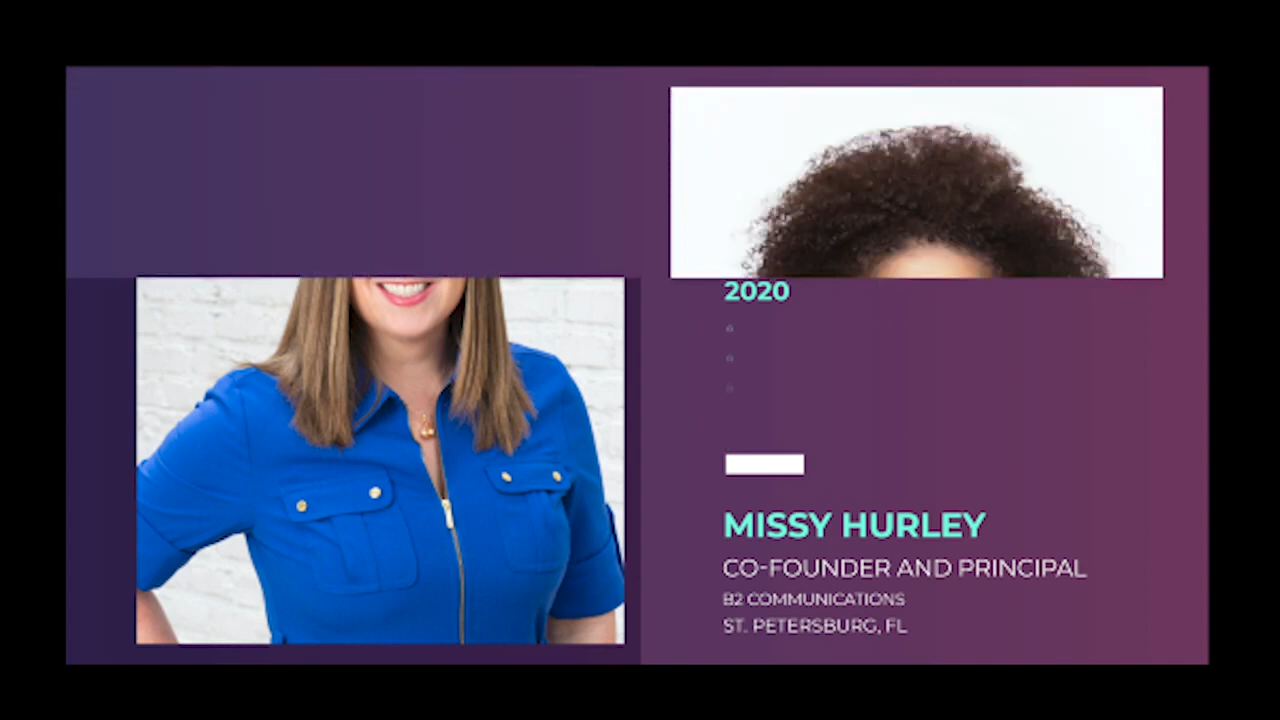 2020
MISSY HURLEY
CO-FOUNDER AND PRINCIPAL
B2 COMMUNICATIONS
ST. PETERSBURG, FL